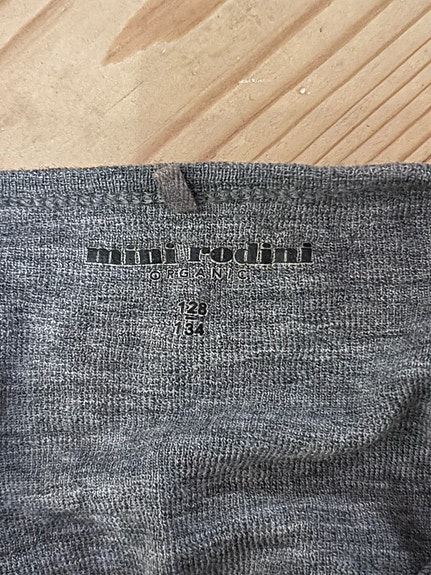 mini rodini
ORGANIC
128
134